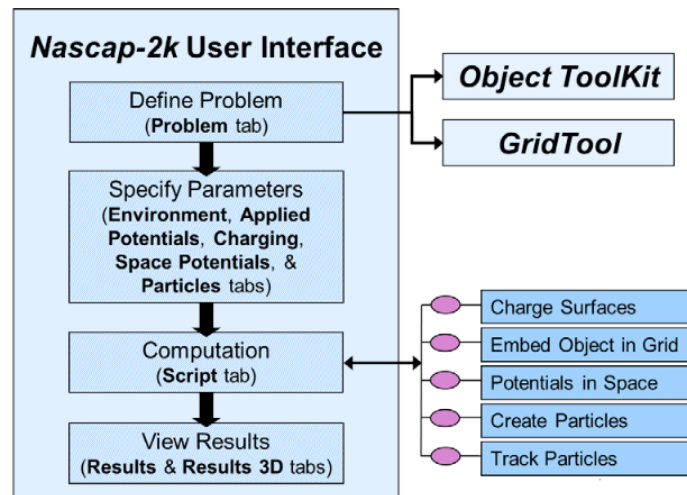 Nascap-2k User Interface
Define Problem
(Problem tab)
Specify Parameters
(Environment, Applied
Potentials, Charging,
Space Potentials, &
Particles tabs)
Computation
(Script tab)
View Results
(Results & Results 3D tabs)
Object ToolKit
GridTool
Charge Surfaces
Embed Object in Grid
Potentials in Space
Create Particles
Track Particles